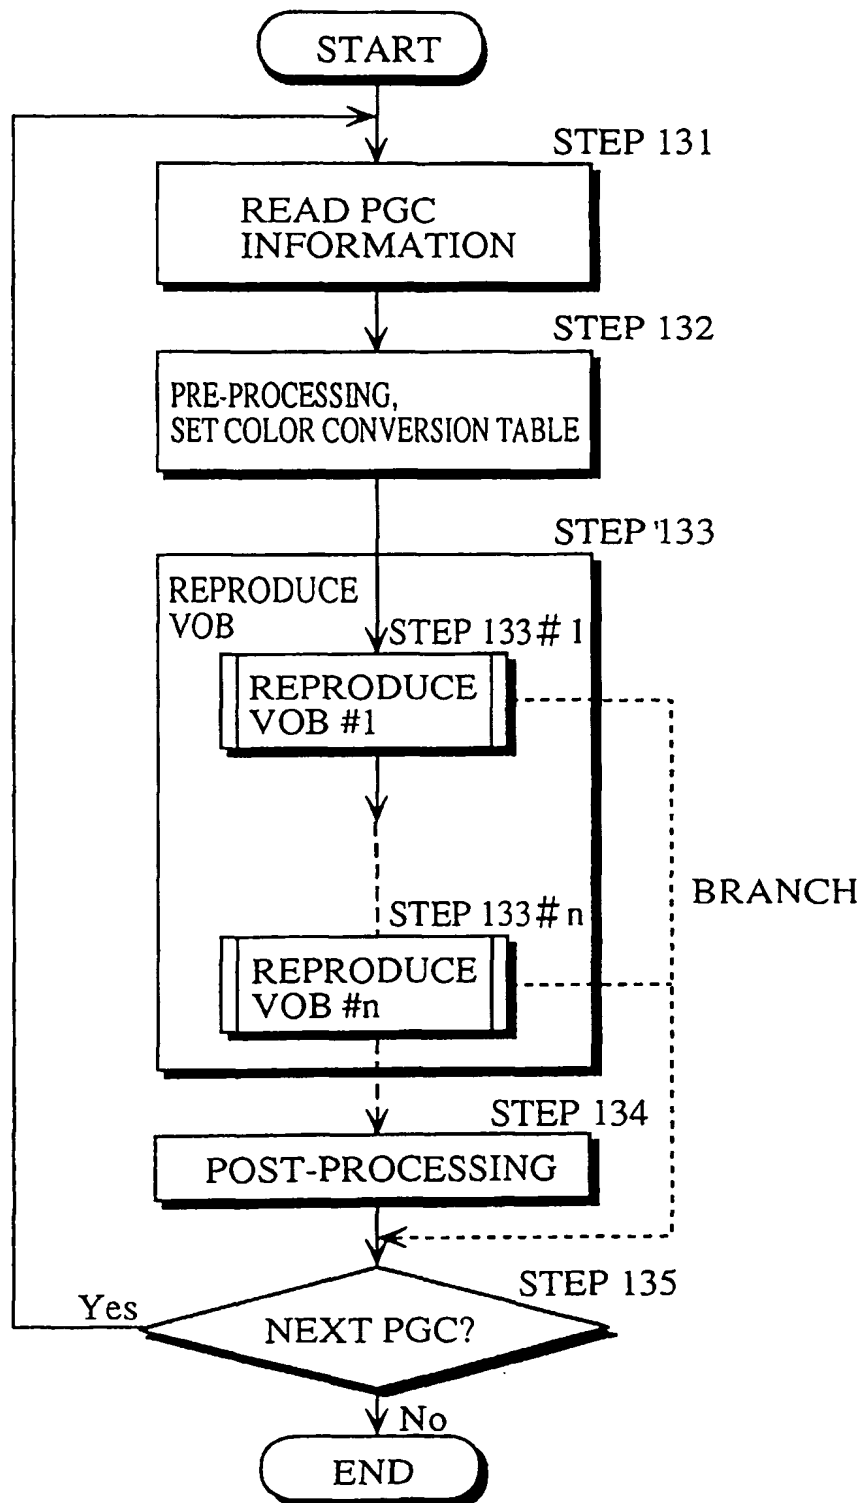 START
STEP 131
READ PGC
INFORMATION
STEP 132
PRE-PROCESSING,
SET COLOR CONVERSION TABLE
STEP 133
REPRODUCE
VOB
STEP 133#1
REPRODUCE
VOB #1
BRANCH
STEP 133#n
REPRODUCE
VOB #n
STEP 134
POST-PROCESSING
STEP 135
Yes
NEXT PGC?
No
END